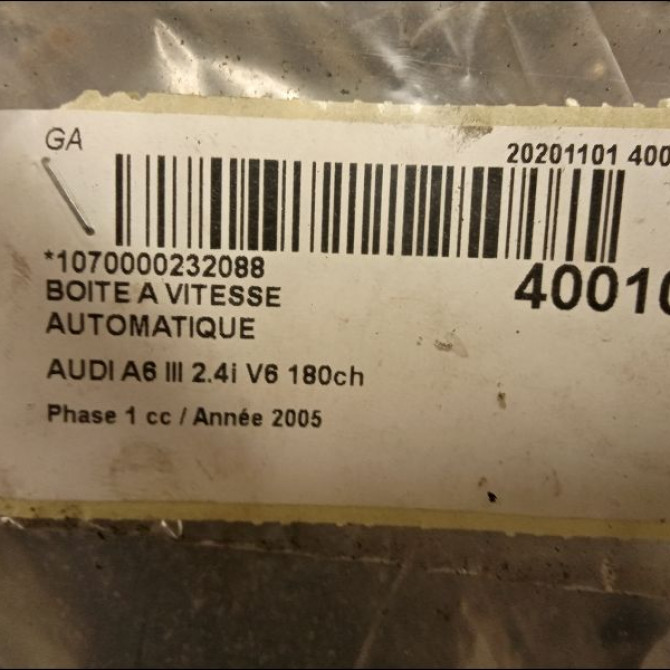 GA
20201101 400
*1070000232088
BOITE A VITESSE
40010
AUTOMATIQUE
AUDI A6 III 2.4i V6 180ch
Phase 1 cc / Année 2005